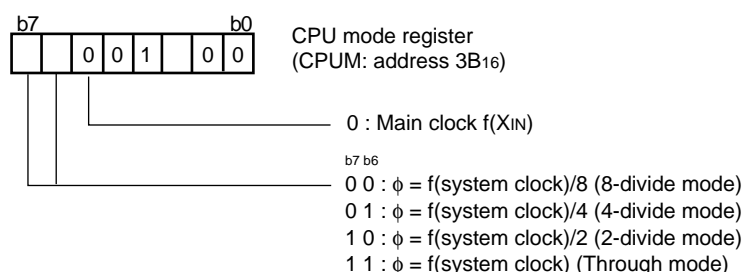 b7 b0
0 0 1 0 0
CPU mode register
(CPUM: address 3B16)
0 : Main clock f(XIN)
b7 b6
0 0 : ϕ = f(system clock)/8 (8-divide mode)
0 1 : ϕ = f(system clock)/4 (4-divide mode)
1 0 : ϕ = f(system clock)/2 (2-divide mode)
1 1 : ϕ = f(system clock) (Through mode)